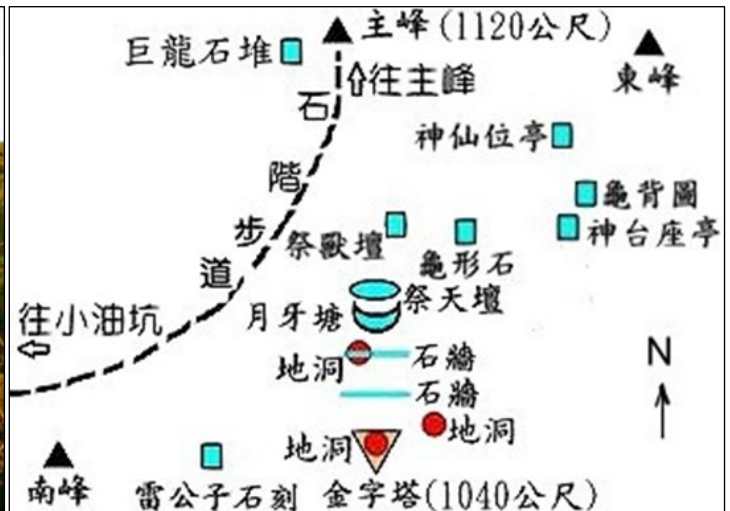 主峰(1120公尺)
巨龍石堆
東峰
往主峰
石階步道
神仙位亭
龜背圖
祭獸壇
龜形石
神台座亭
往小油坑
月牙塘
祭天壇
地洞
石牆
石牆
N
地洞
地洞
南峰
雷公子石刻
金字塔(1040公尺)